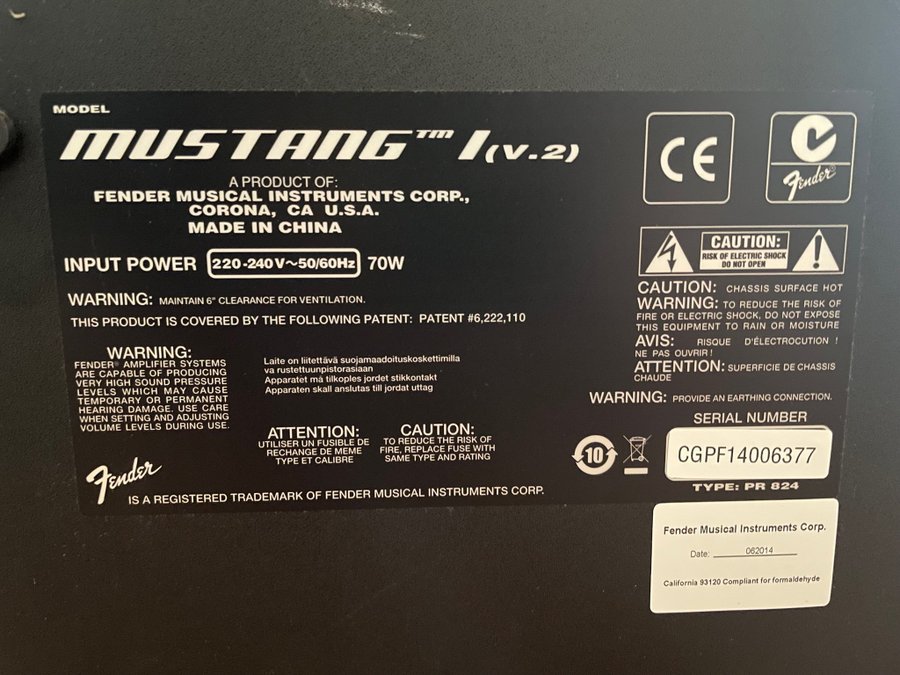 MODEL
MUSTANG™ I (V.2)
A PRODUCT OF:
FENDER MUSICAL INSTRUMENTS CORP.,
CORONA, CA U.S.A.
MADE IN CHINA
INPUT POWER 220-240V~50/60Hz 70W
WARNING: MAINTAIN 6" CLEARANCE FOR VENTILATION.
THIS PRODUCT IS COVERED BY THE FOLLOWING PATENT: PATENT #6,222,110
WARNING:
FENDER® AMPLIFIER SYSTEMS
ARE CAPABLE OF PRODUCING
VERY HIGH SOUND PRESSURE
LEVELS WHICH MAY CAUSE
TEMPORARY OR PERMANENT
HEARING DAMAGE. USE CARE
WHEN SETTING AND ADJUSTING
VOLUME LEVELS DURING USE.
Laite on liitettävä suojamaadoituskoskettimilla
va rustettuunpistorasiaan
Apparatet må tilkoples jordet stikkontakt
Apparaten skall anslutas till jordat uttag
ATTENTION:
UTILISER UN FUSIBLE DE
RECHANGE DE MEME
TYPE ET CALIBRE
CAUTION:
TO REDUCE THE RISK OF
FIRE, REPLACE FUSE WITH
SAME TYPE AND RATING
Fender
IS A REGISTERED TRADEMARK OF FENDER MUSICAL INSTRUMENTS CORP.
CE
C
Fender
CAUTION:
RISK OF ELECTRIC SHOCK
DO NOT OPEN
!
CAUTION: CHASSIS SURFACE HOT
WARNING: TO REDUCE THE RISK OF
FIRE OR ELECTRIC SHOCK, DO NOT EXPOSE
THIS EQUIPMENT TO RAIN OR MOISTURE
AVIS: RISQUE D'ÉLECTROCUTION !
NE PAS OUVRIR !
ATTENTION: SUPERFICIE DE CHASSIS
CHAUDE
WARNING: PROVIDE AN EARTHING CONNECTION.
SERIAL NUMBER
10
CGPF14006377
TYPE: PR 824
Fender Musical Instruments Corp.
Date: 062014
California 93120 Compliant for formaldehyde